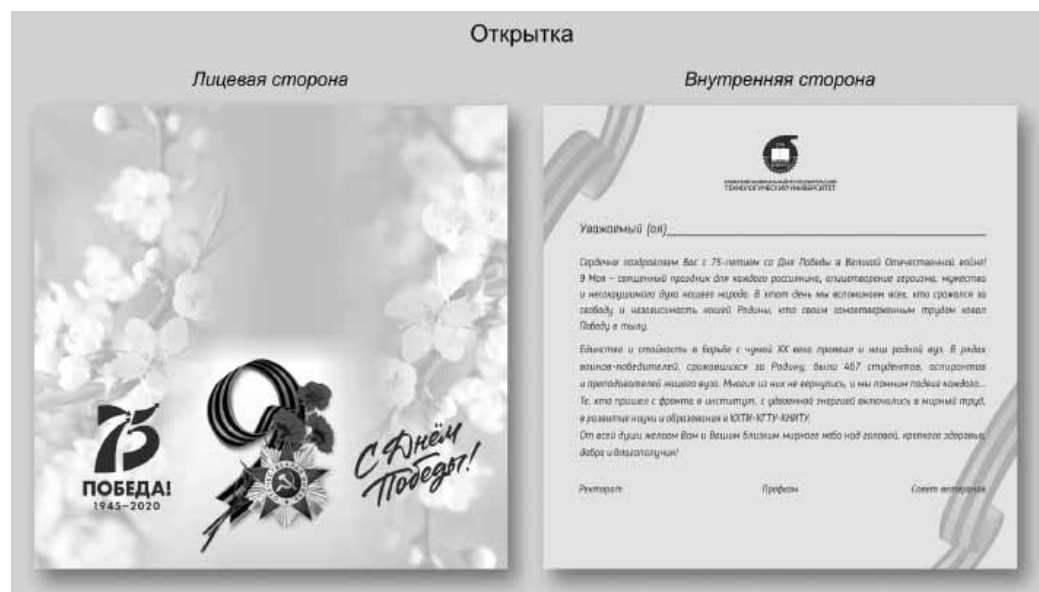 Открытка
Лицевая сторона
Внутренняя сторона
75
ПОБЕДА!
1945–2020
С Днём
Победы!
ТЕХНОЛОГИЧЕСКИЙ УНИВЕРСИТЕТ
Уважаемый (ая)
Сердечно поздравляем Вас с 75-летием со Дня Победы в Великой Отечественной войне!
9 Мая – священный праздник для каждого россиянина, олицетворение героизма, мужества
и несокрушимого духа нашего народа. В этот день мы вспоминаем всех, кто сражался за
свободу и независимость нашей Родины, кто своим самоотверженным трудом ковал
Победу в тылу.
Единство и стойкость в борьбе с чумой XX века проявил и наш родной вуз. В рядах
воинов-победителей, сражавшихся за Родину, были 467 студентов, аспирантов
и преподавателей нашего вуза. Многие из них не вернулись, и мы помним подвиг каждого...
Те, кто пришел с фронта в институт, с удвоенной энергией включались в мирный труд,
в развитие науки и образования в КХТИ-КГТУ-КНИТУ.
От всей души желаем Вам и Вашим близким мирного неба над головой, крепкого здоровья,
добра и благополучия!
Ректорат
Профком
Совет ветеранов